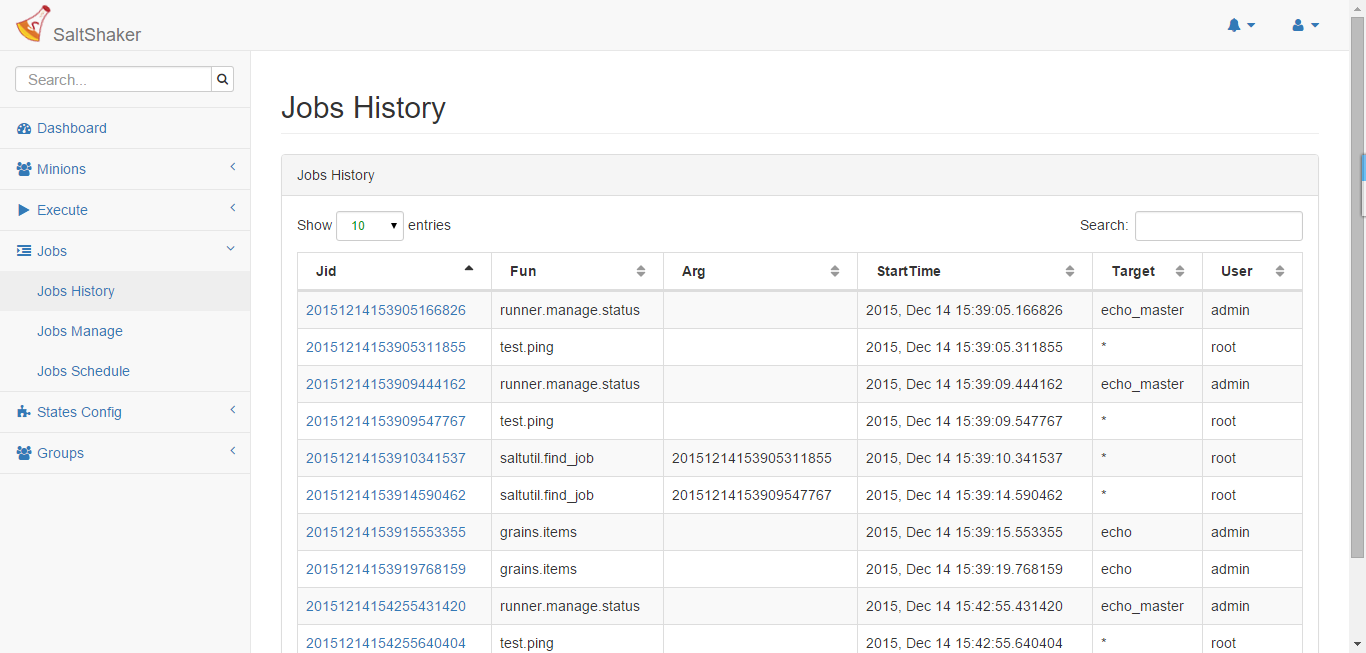 SaltShaker
Search...
Dashboard
Minions
Execute
Jobs
Jobs History
Jobs Manage
Jobs Schedule
States Config
Groups
Jobs History
Jobs History
Show 10 entries Search:
Jid Fun Arg StartTime Target User
20151214153905166826 runner.manage.status 2015, Dec 14 15:39:05.166826 echo_master admin
20151214153905311855 test.ping 2015, Dec 14 15:39:05.311855 * root
20151214153909444162 runner.manage.status 2015, Dec 14 15:39:09.444162 echo_master admin
20151214153909547767 test.ping 2015, Dec 14 15:39:09.547767 * root
20151214153910341537 saltutil.find_job 20151214153905311855 2015, Dec 14 15:39:10.341537 * root
20151214153914590462 saltutil.find_job 20151214153909547767 2015, Dec 14 15:39:14.590462 * root
20151214153915553355 grains.items 2015, Dec 14 15:39:15.553355 echo admin
20151214153919768159 grains.items 2015, Dec 14 15:39:19.768159 echo admin
20151214154255431420 runner.manage.status 2015, Dec 14 15:42:55.431420 echo_master admin
20151214154255640404 test.ping 2015, Dec 14 15:42:55.640404 * root